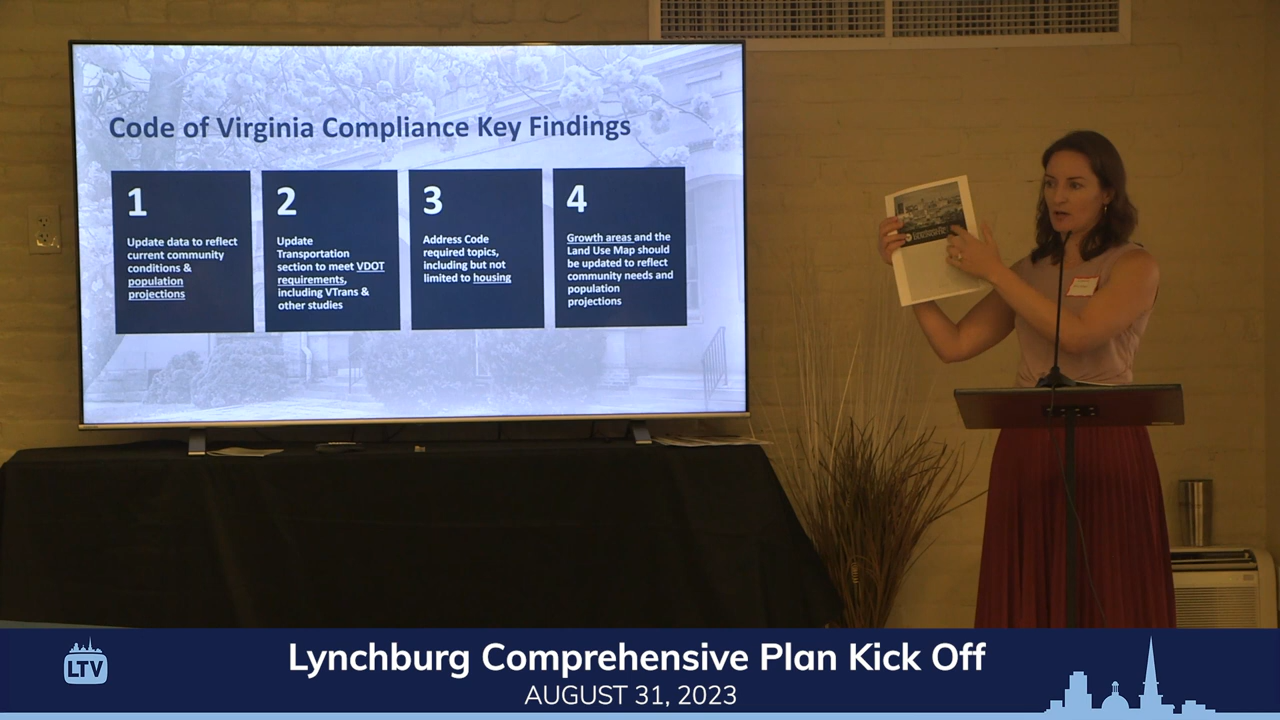 Code of Virginia Compliance Key Findings
1
Update data to reflect
current community
conditions &
population
projections
2
Update
Transportation
section to meet VDOT
requirements,
including VTrans &
other studies
3
Address Code
required topics,
including but not
limited to housing
4
Growth areas and the
Land Use Map should
be updated to reflect
community needs and
population
projections
LTV
Lynchburg Comprehensive Plan Kick Off
AUGUST 31, 2023